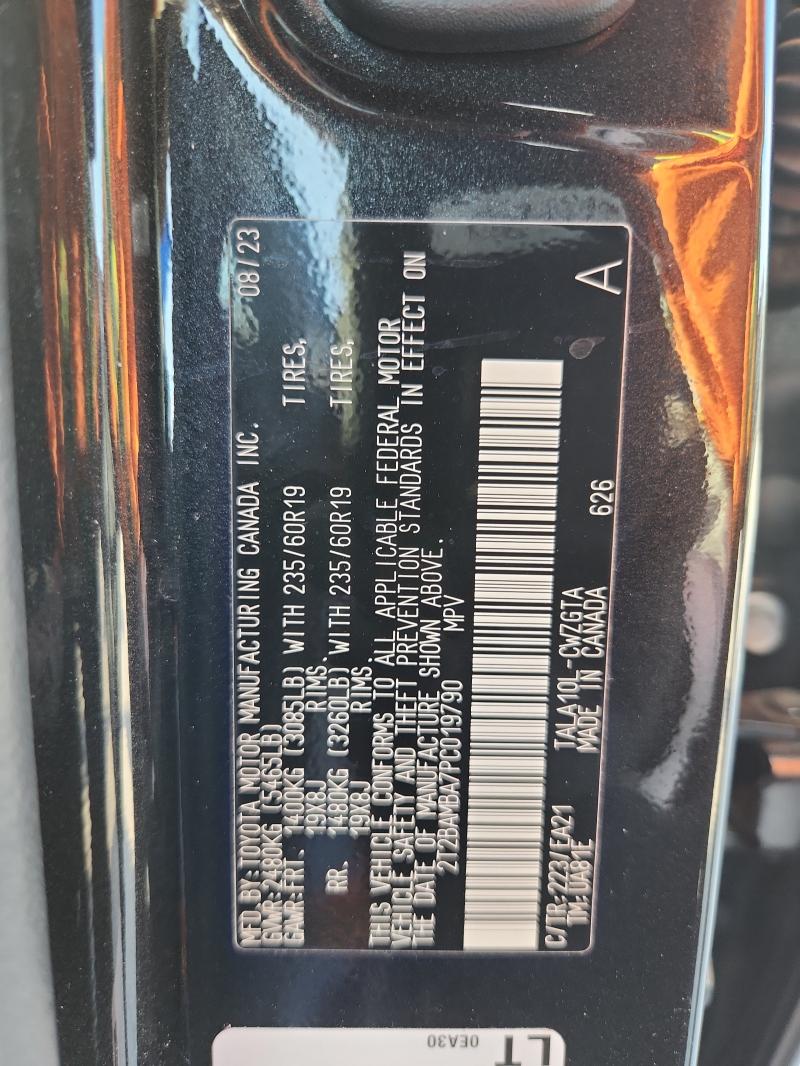 MFD.BY:TOYOTA MOTOR MANUFACTURING CANADA INC. 08/23
GWR:2480KG (5465LB)
GAWR:FRT. 1400KG (3085LB) WITH 235/60R19 TIRES,
19X8J RIMS.
RR. 1480KG (3260LB) WITH 235/60R19 TIRES,
19X8J RIMS.
THIS VEHICLE CONFORMS TO ALL APPLICABLE FEDERAL MOTOR
VEHICLE SAFETY AND THEFT PREVENTION STANDARDS IN EFFECT ON
THE DATE OF MANUFACTURE SHOWN ABOVE.
2T2BAMBA7PC019790 MPV
C/TR:223/EA21 TALA10L-CWZGTA
TM:UA81E MADE IN CANADA 626 A
LT
0EA30